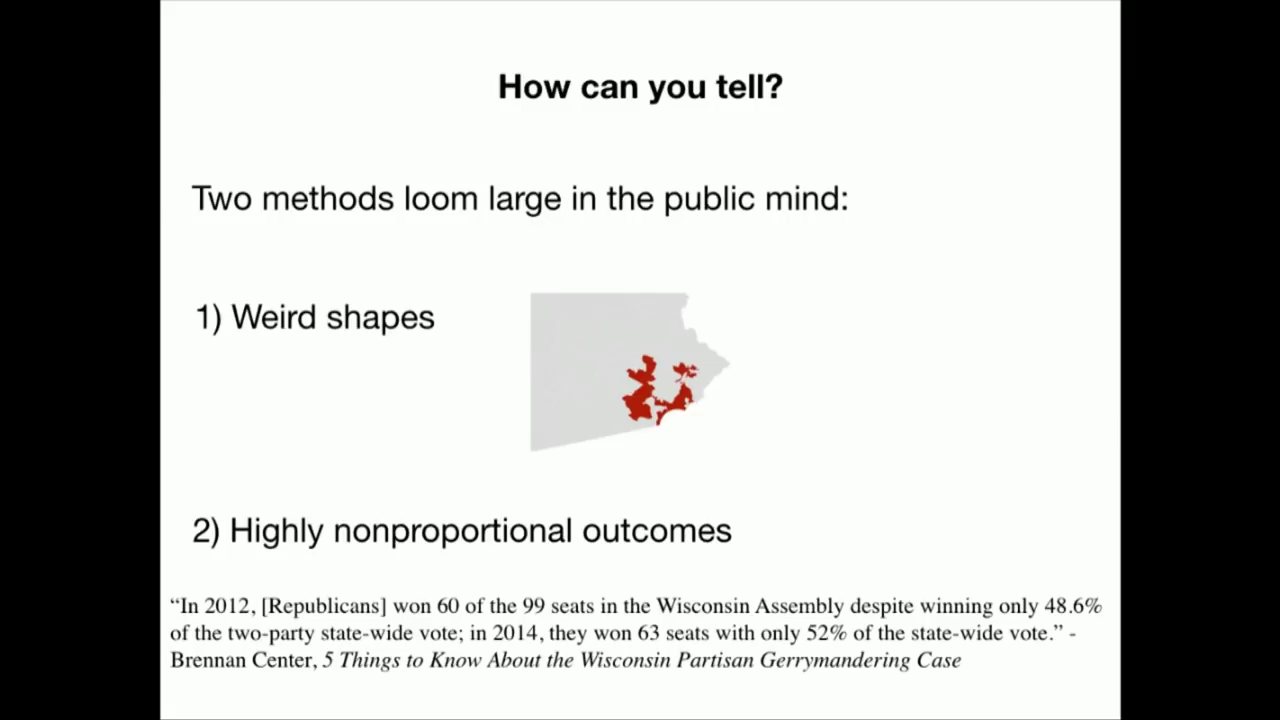 How can you tell?
Two methods loom large in the public mind:
1) Weird shapes
2) Highly nonproportional outcomes
“In 2012, [Republicans] won 60 of the 99 seats in the Wisconsin Assembly despite winning only 48.6%
of the two-party state-wide vote; in 2014, they won 63 seats with only 52% of the state-wide vote.” -
Brennan Center, 5 Things to Know About the Wisconsin Partisan Gerrymandering Case